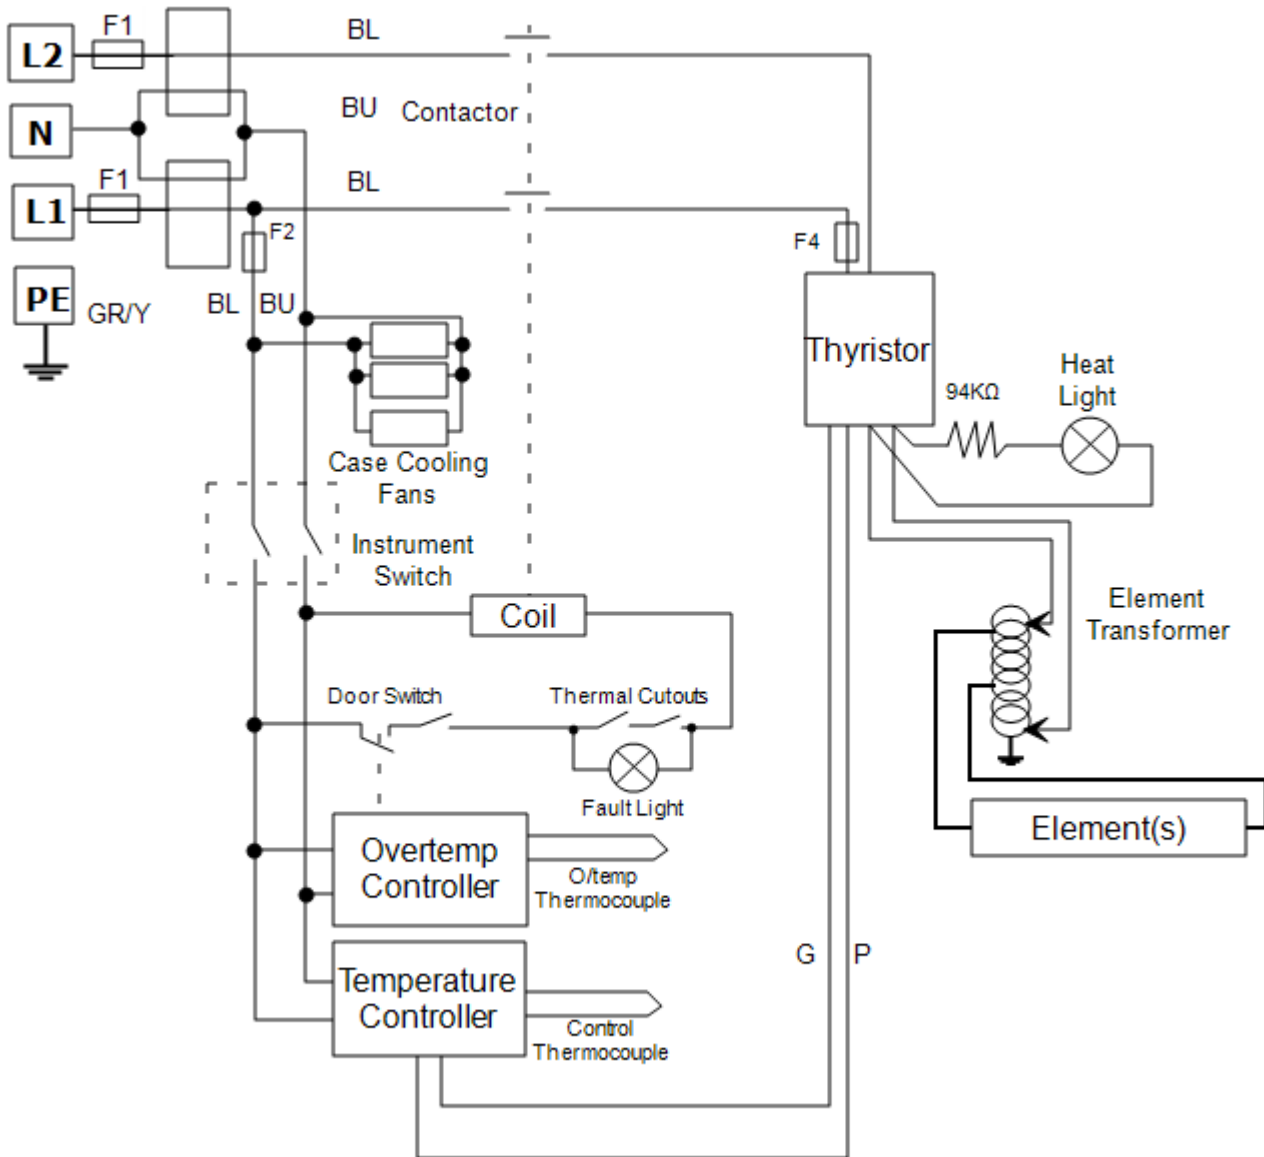 F1
BL
L2
N
BU
Contactor
F1
BL
L1
F2
F4
PE
GR/Y
BL
BU
Thyristor
Heat
Light
94KΩ
Case Cooling
Fans
Instrument
Switch
Coil
Element
Transformer
Door Switch
Thermal Cutouts
Fault Light
Element(s)
Overtemp
Controller
O/temp
Thermocouple
G
P
Temperature
Controller
Control
Thermocouple